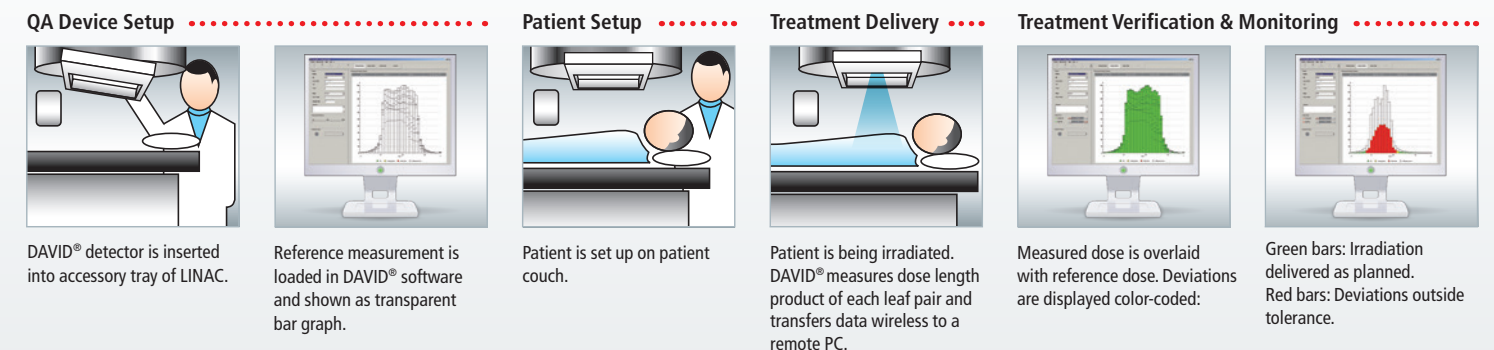 QA Device Setup
Patient Setup
Treatment Delivery
Treatment Verification & Monitoring
DAVID® detector is inserted
into accessory tray of LINAC.
Reference measurement is
loaded in DAVID® software
and shown as transparent
bar graph.
Patient is set up on patient
couch.
Patient is being irradiated.
DAVID® measures dose length
product of each leaf pair and
transfers data wireless to a
remote PC.
Measured dose is overlaid
with reference dose. Deviations
are displayed color-coded:
Green bars: Irradiation
delivered as planned.
Red bars: Deviations outside
tolerance.